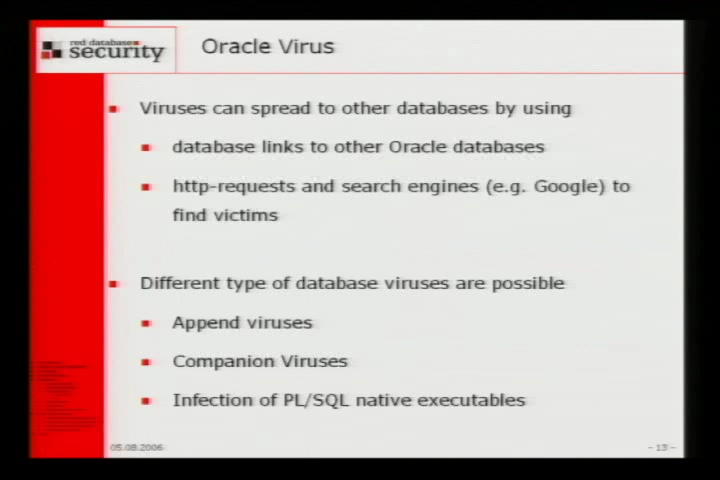 red database
security
Oracle Virus
Viruses can spread to other databases by using
database links to other Oracle databases
http-requests and search engines (e.g. Google) to
find victims
Different type of database viruses are possible
Append viruses
Companion Viruses
Infection of PL/SQL native executables
05.08.2006
- 13 -